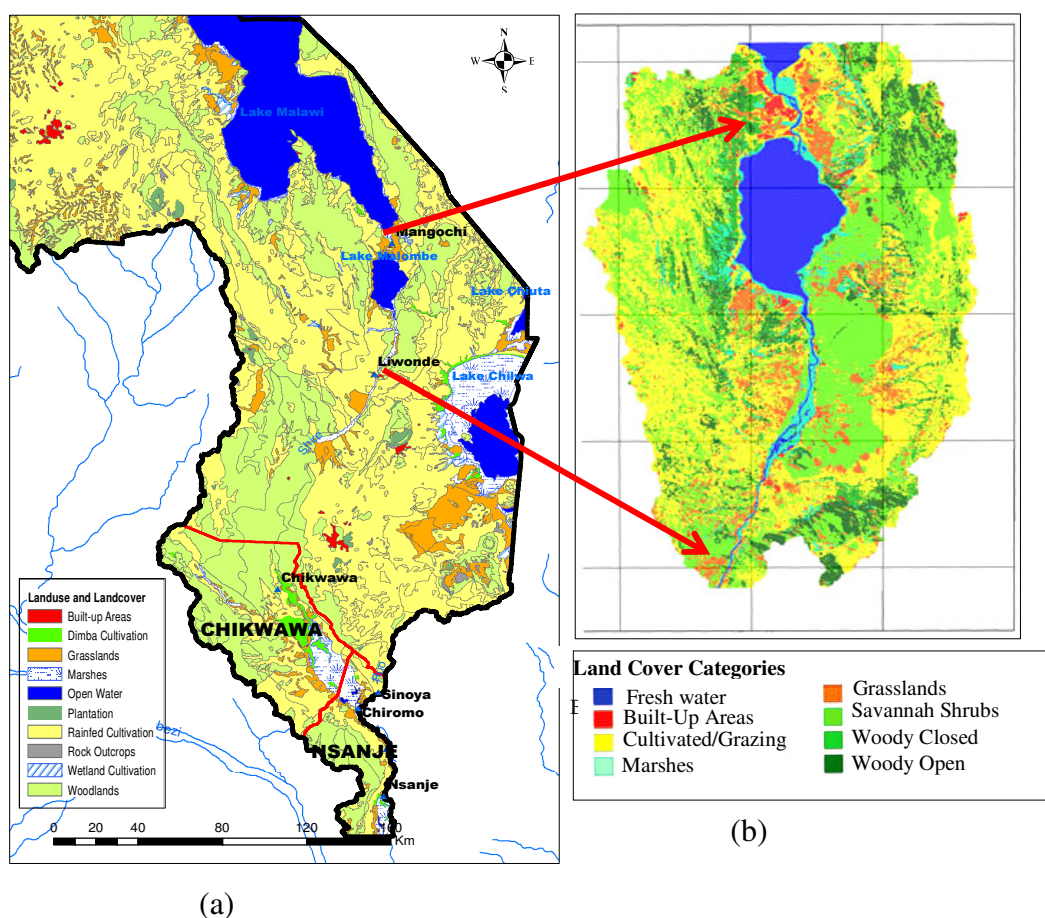 N
W E
S
Lake Malawi
Mangochi
Lake Malombe
Lake Chiuta
Liwonde
Lake Chilwa
Shire
Chikwawa
CHIKWAWA
Sinoya
Chiromo
NSANJE
Nsanje
bezi
Landuse and Landcover
Built-up Areas
Dimba Cultivation
Grasslands
Marshes
Open Water
Plantation
Rainfed Cultivation
Rock Outcrops
Wetland Cultivation
Woodlands
0 20 40 80 120 160
Km
(a)
Land Cover Categories
Fresh water
Built-Up Areas
Cultivated/Grazing
Marshes
Grasslands
Savannah Shrubs
Woody Closed
Woody Open
(b)